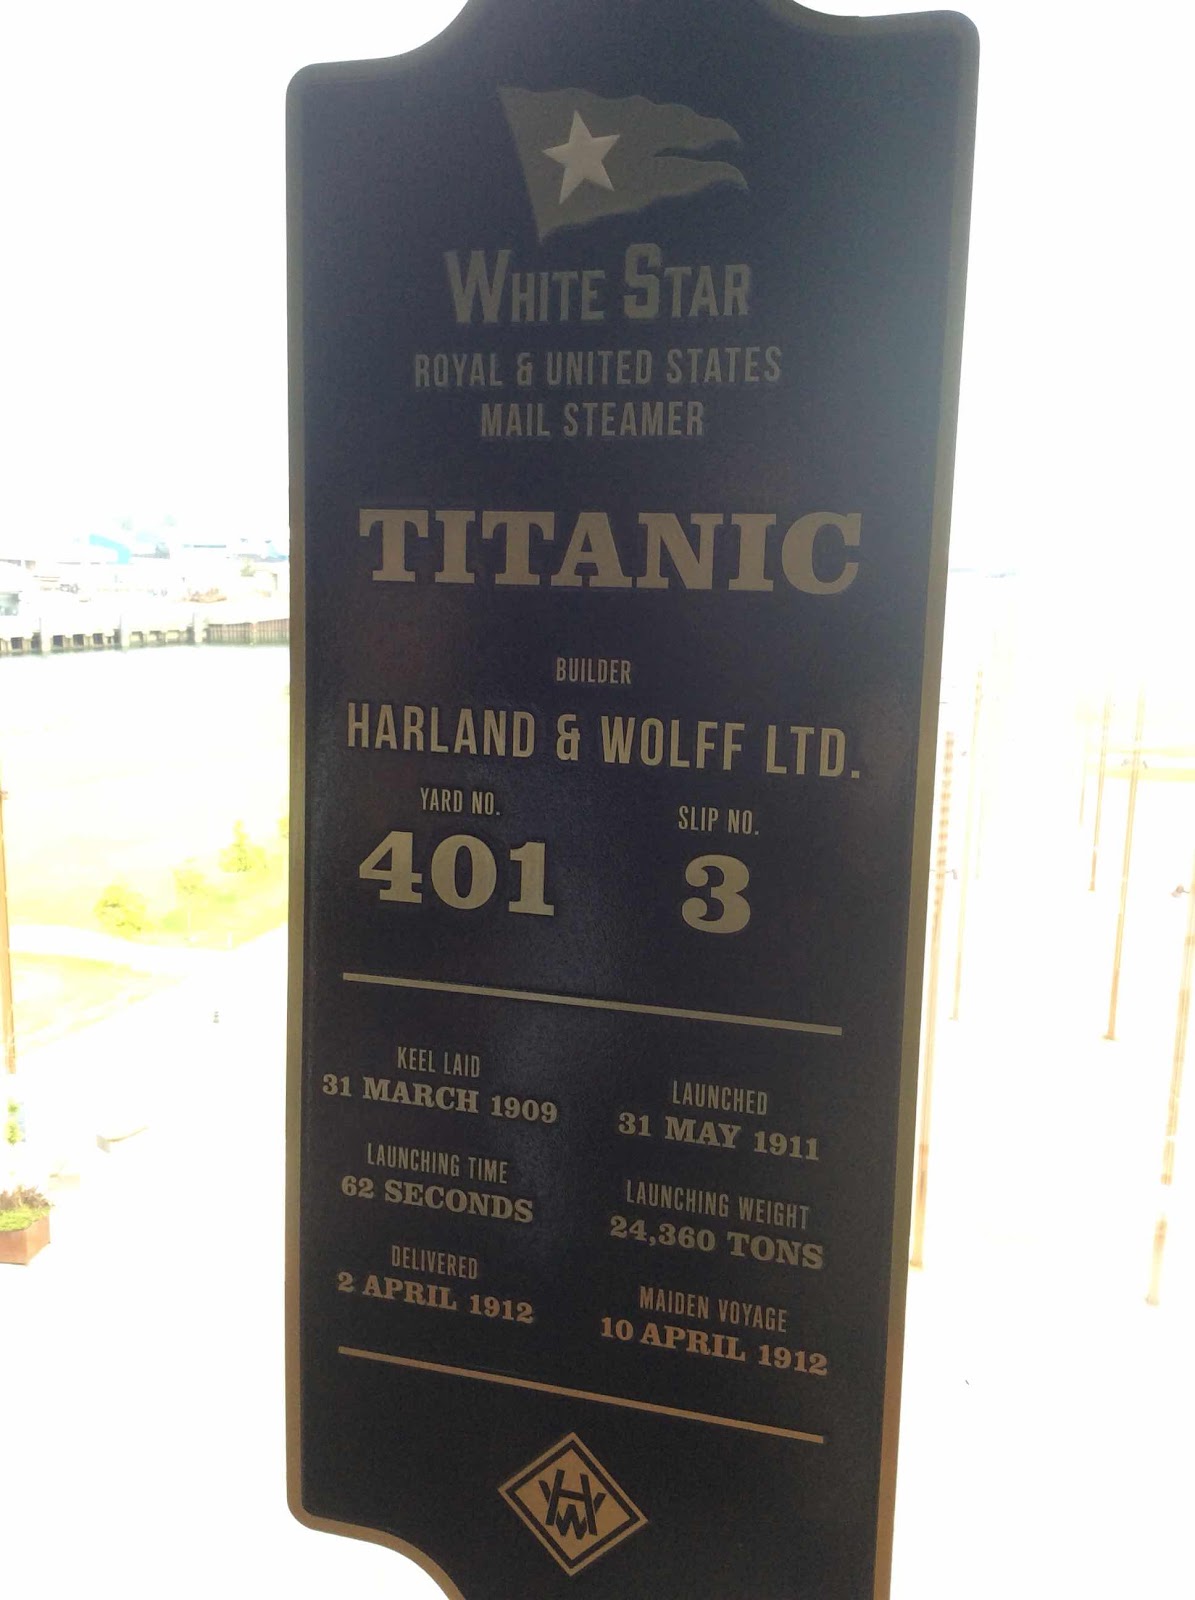 WHITE STAR
ROYAL & UNITED STATES
MAIL STEAMER
TITANIC
BUILDER
HARLAND & WOLFF LTD.
YARD NO.
401
SLIP NO.
3
KEEL LAID
31 MARCH 1909
LAUNCHED
31 MAY 1911
LAUNCHING TIME
62 SECONDS
LAUNCHING WEIGHT
24,360 TONS
DELIVERED
2 APRIL 1912
MAIDEN VOYAGE
10 APRIL 1912
HW